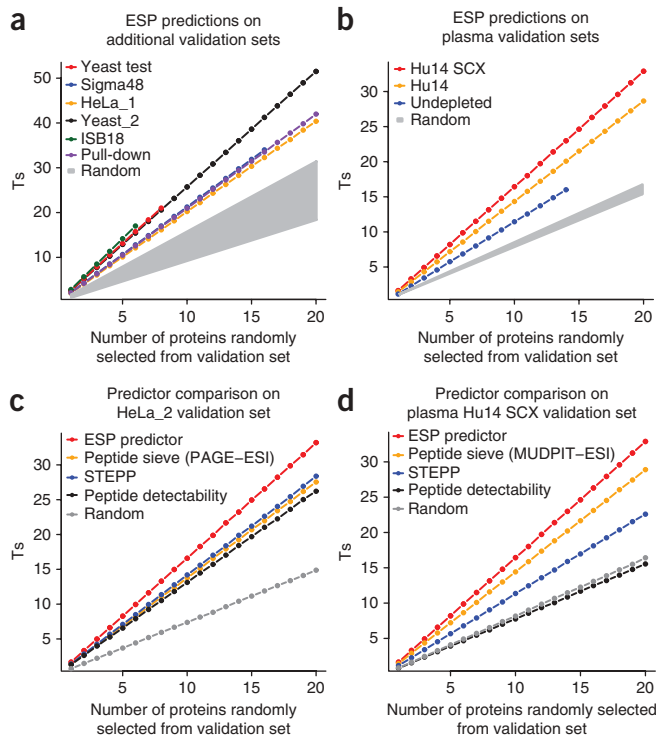 a
ESP predictions on
additional validation sets
Yeast test
Sigma48
HeLa_1
Yeast_2
ISB18
Pull-down
Random
50
40
30
20
10
Ts
5
10
15
20
Number of proteins randomly
selected from validation set
b
ESP predictions on
plasma validation sets
Hu14 SCX
Hu14
Undepleted
Random
30
25
20
15
10
5
5
10
15
20
Number of proteins randomly
selected from validation set
c
Predictor comparison on
HeLa_2 validation set
ESP predictor
Peptide sieve (PAGE–ESI)
STEPP
Peptide detectability
Random
30
25
20
15
10
5
Ts
5
10
15
20
Number of proteins randomly
selected from validation set
d
Predictor comparison on
plasma Hu14 SCX validation set
ESP predictor
Peptide sieve (MUDPIT–ESI)
STEPP
Peptide detectability
Random
30
25
20
15
10
5
5
10
15
20
Number of proteins randomly selected
from validation set